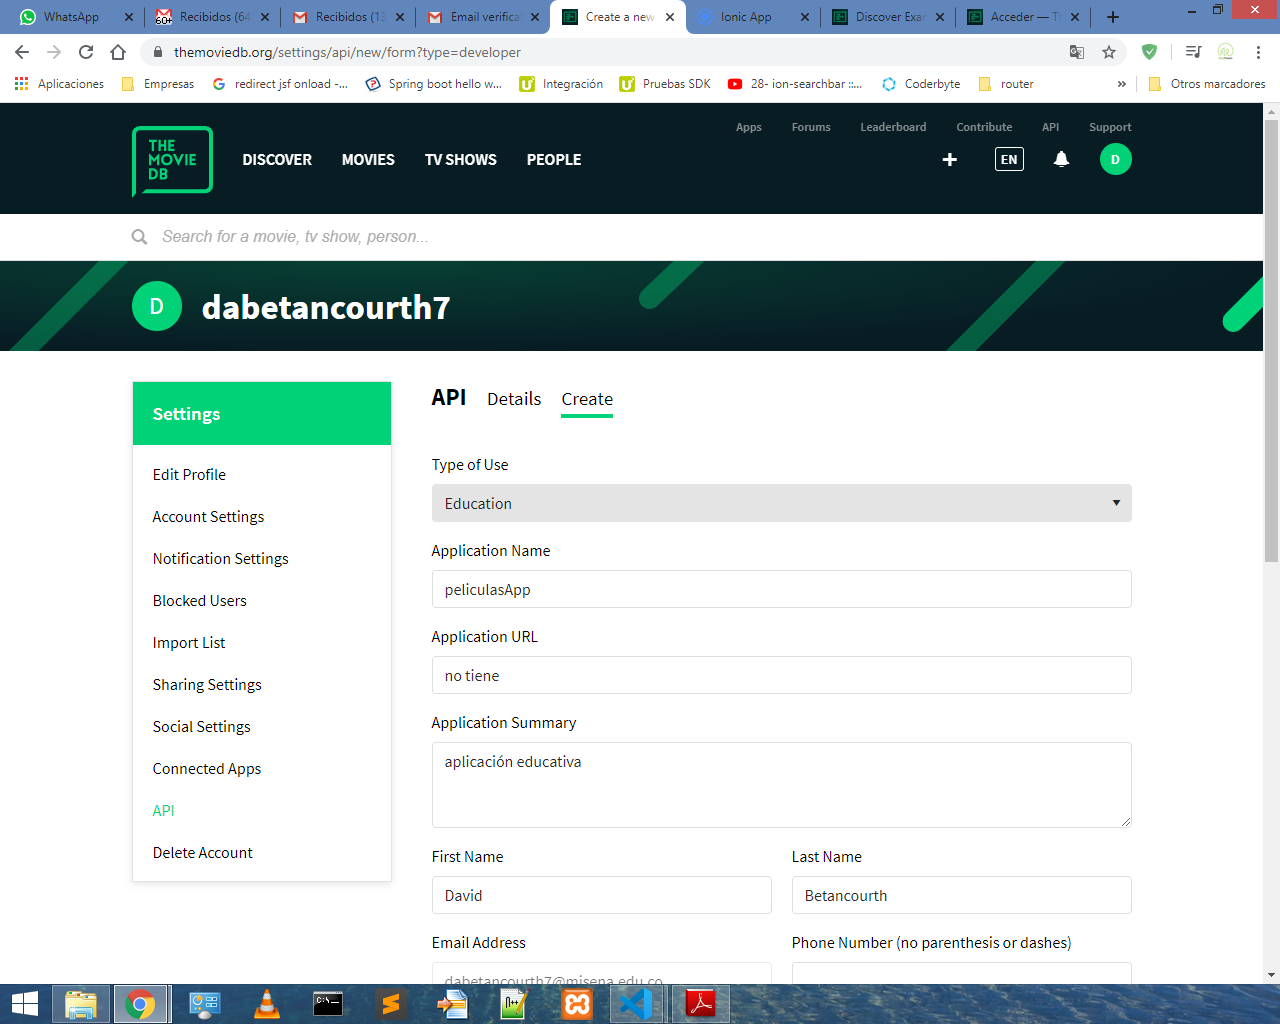 WhatsApp
60+
Recibidos (64
Recibidos (13
Email verifica
Create a new
Ionic App
Discover Exa
Acceder — T
themoviedb.org/settings/api/new/form?type=developer
Aplicaciones
Empresas
redirect jsf onload -...
Spring boot hello w...
Integración
Pruebas SDK
28- ion-searchbar ::...
Coderbyte
router
»
Otros marcadores
Apps
Forums
Leaderboard
Contribute
API
Support
THE
MOVIE
DB
DISCOVER
MOVIES
TV SHOWS
PEOPLE
EN
D
Search for a movie, tv show, person...
D
dabetancourth7
Settings
Edit Profile
Account Settings
Notification Settings
Blocked Users
Import List
Sharing Settings
Social Settings
Connected Apps
API
Delete Account
API
Details
Create
Type of Use
Education
Application Name
peliculasApp
Application URL
no tiene
Application Summary
aplicación educativa
First Name
Last Name
David
Betancourth
Email Address
Phone Number (no parenthesis or dashes)
dabetancourth7@misena.edu.co